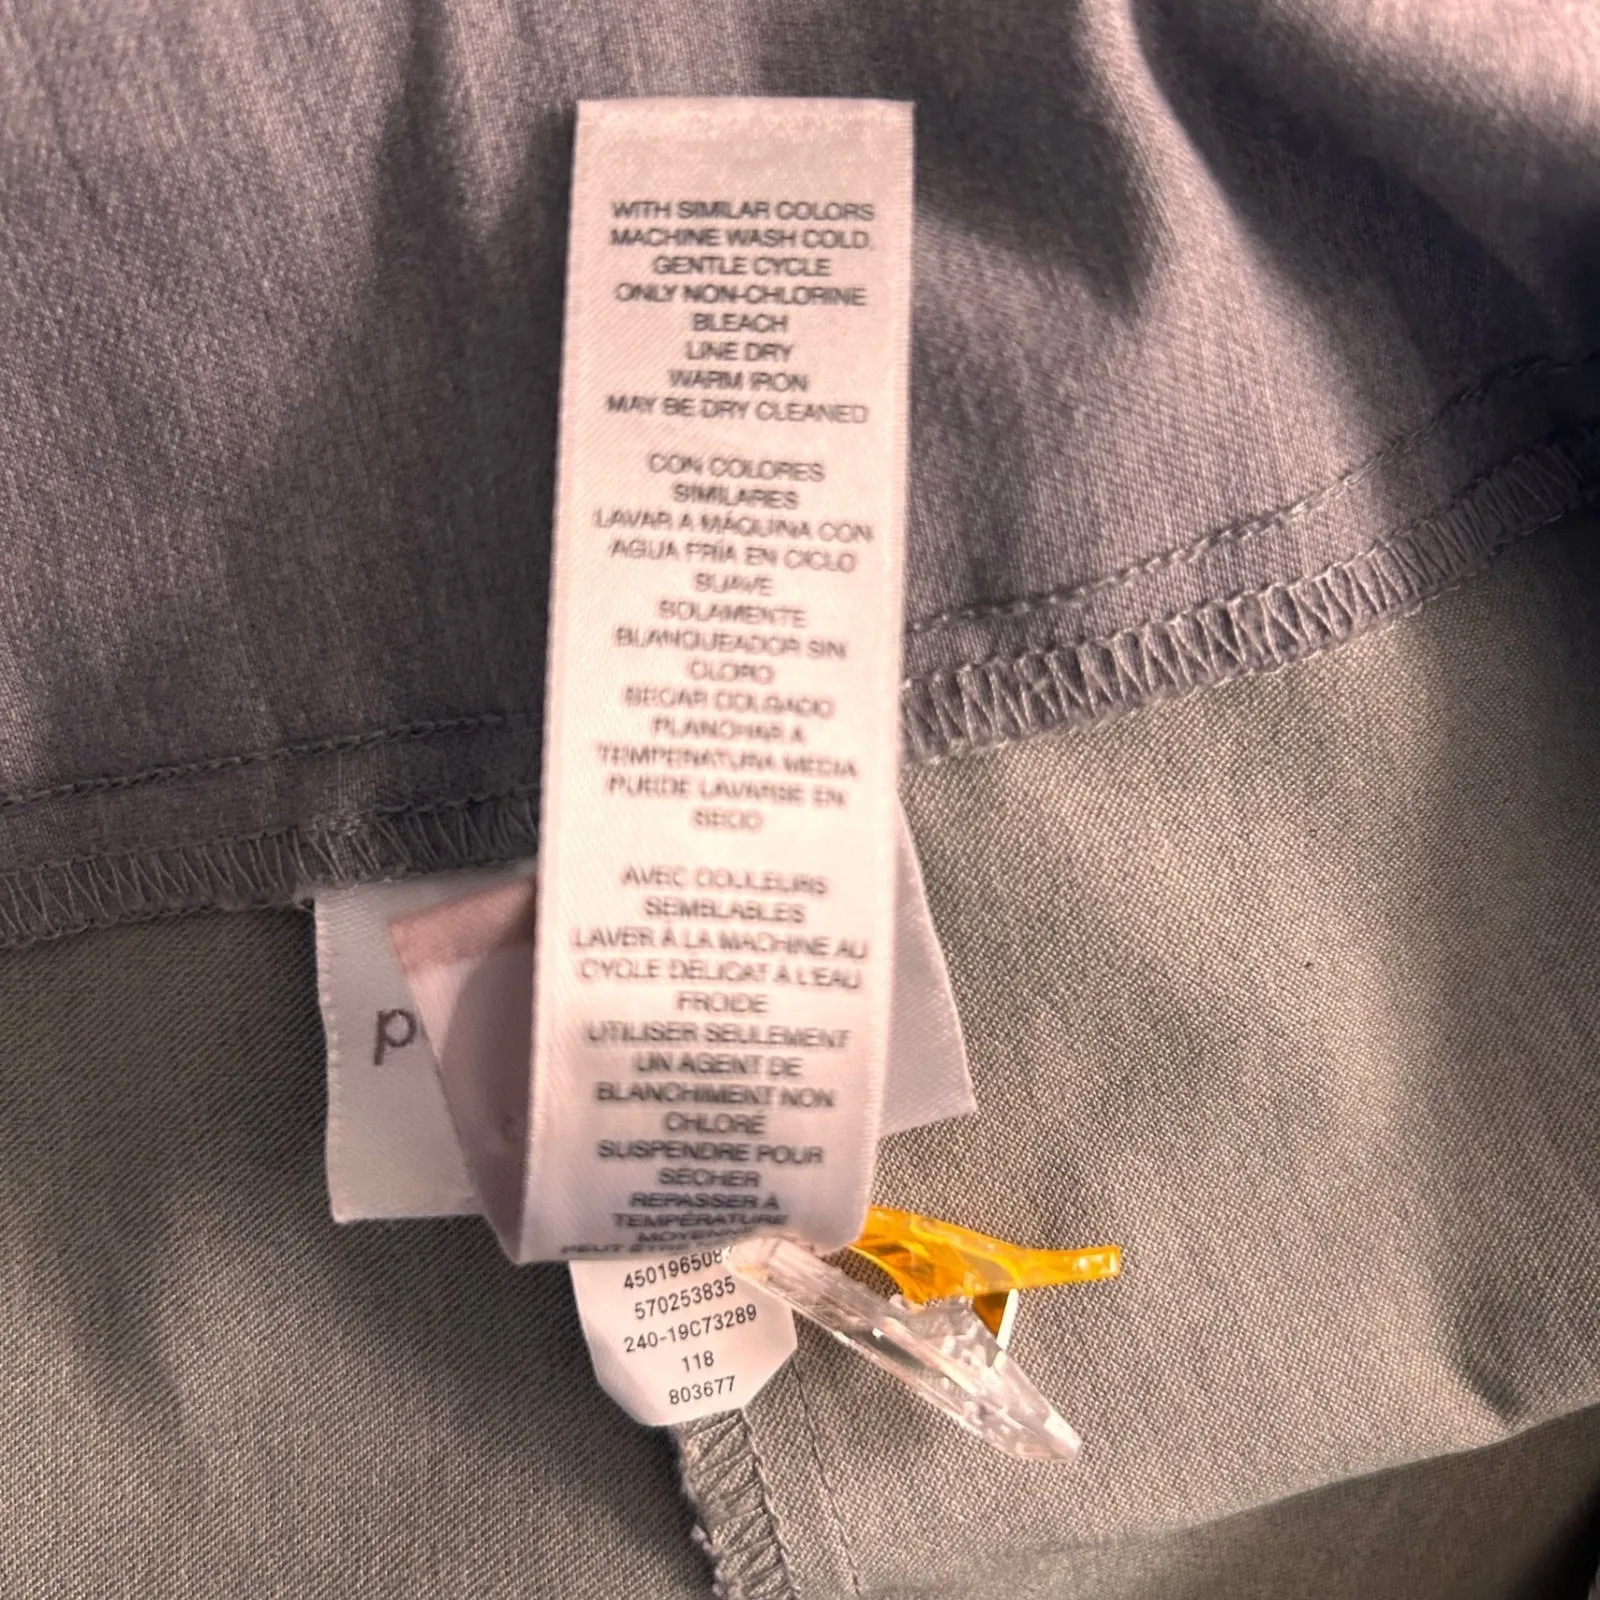 WITH SIMILAR COLORS
MACHINE WASH COLD,
GENTLE CYCLE
ONLY NON-CHLORINE
BLEACH
LINE DRY
WARM IRON
MAY BE DRY CLEANED
CON COLORES
SIMILARES
LAVAR A MÁQUINA CON
AGUA FRÍA EN CICLO
SUAVE
SOLAMENTE
BLANQUEADOR SIN
CLORO
SECAR COLGADO
PLANCHAR A
TEMPERATURA MEDIA
PUEDE LAVARSE EN
SECO
AVEC COULEURS
SEMBLABLES
LAVER À LA MACHINE AU
CYCLE DÉLICAT À L'EAU
FROIDE
UTILISER SEULEMENT
UN AGENT DE
BLANCHIMENT NON
CHLORÉ
SUSPENDRE POUR
SÉCHER
REPASSER À
TEMPÉRATURE
MOYENNE
PEUT
570253835
240-19C73289
118
803677